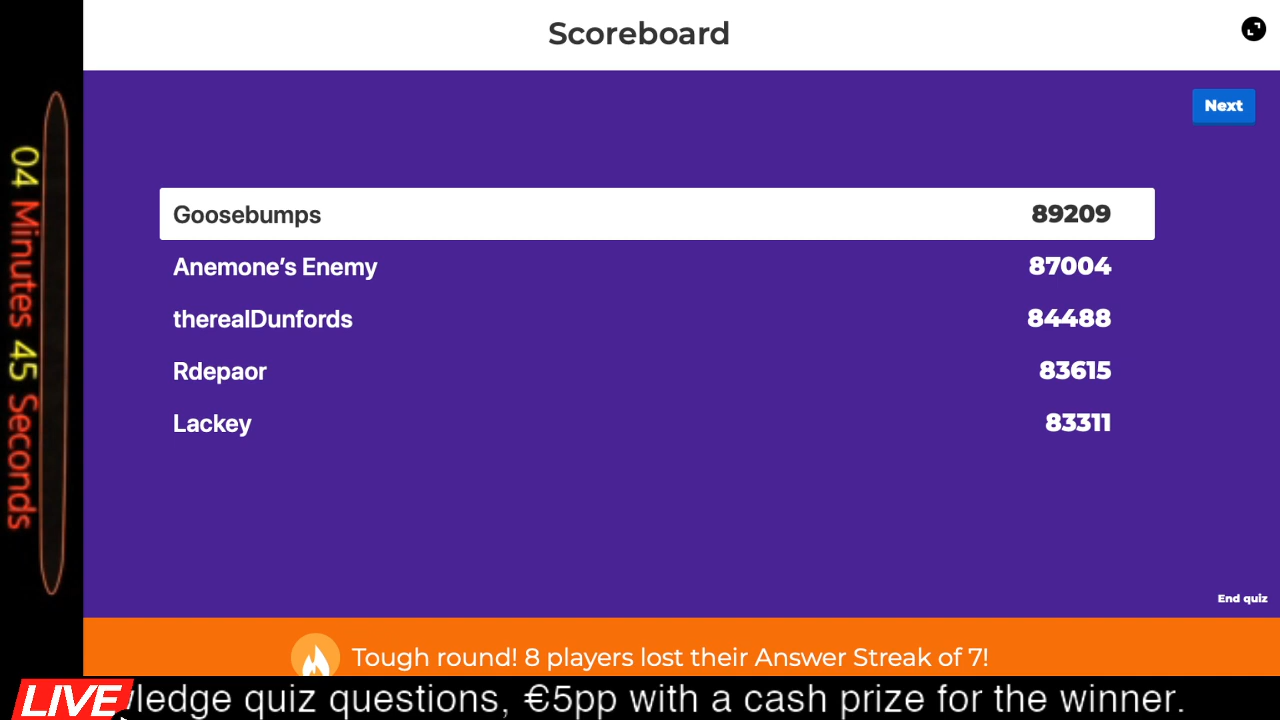 Scoreboard
Next
Goosebumps 89209
Anemone’s Enemy 87004
therealDunfords 84488
Rdepaor 83615
Lackey 83311
End quiz
Tough round! 8 players lost their Answer Streak of 7!
LIVE
quiz questions, €5pp with a cash prize for the winner.
04 Minutes 45 Seconds